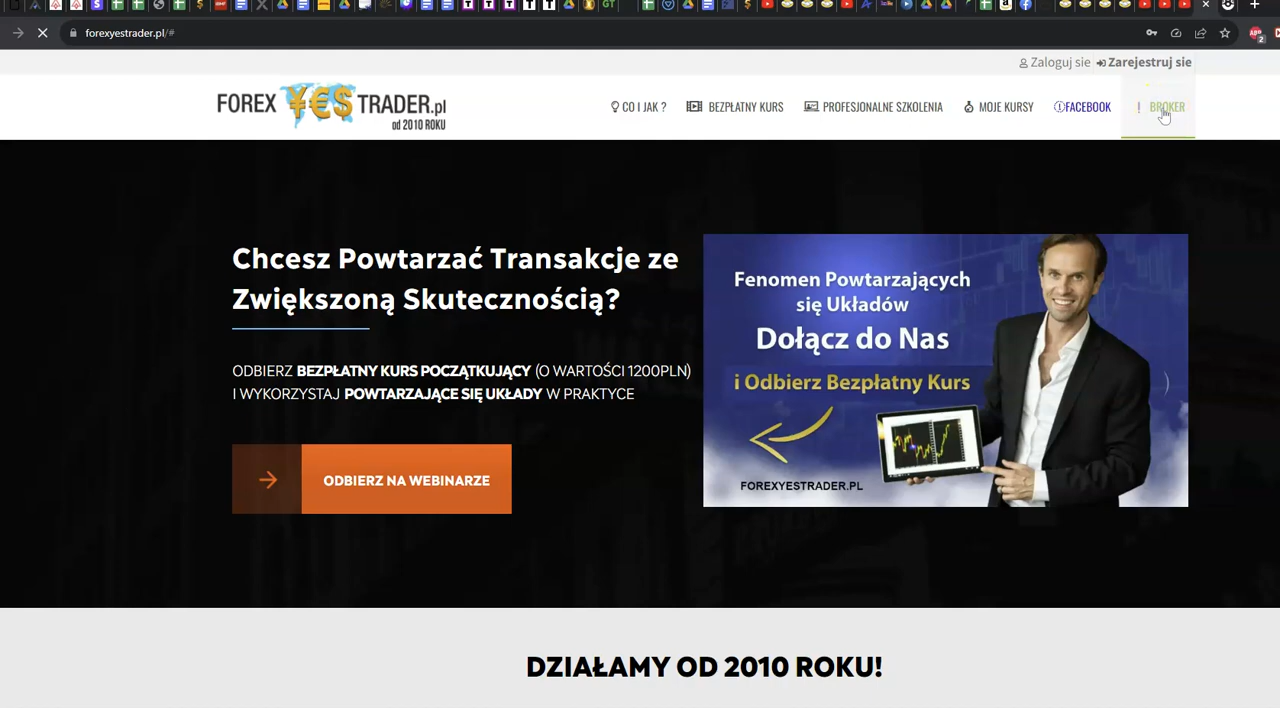 forexyestrader.pl/#
Zaloguj sie Zarejestruj sie
FOREX ¥€$ TRADER.pl
od 2010 ROKU
CO I JAK ? BEZPŁATNY KURS PROFESJONALNE SZKOLENIA MOJE KURSY FACEBOOK BROKER
Chcesz Powtarzać Transakcje ze
Zwiększoną Skutecznością?
ODBIERZ BEZPŁATNY KURS POCZĄTKUJĄCY (O WARTOŚCI 1200PLN)
I WYKORZYSTAJ POWTARZAJĄCE SIĘ UKŁADY W PRAKTYCE
ODBIERZ NA WEBINARZE
Fenomen Powtarzających
się Układów
Dołącz do Nas
i Odbierz Bezpłatny Kurs
FOREXYESTRADER.PL
DZIAŁAMY OD 2010 ROKU!